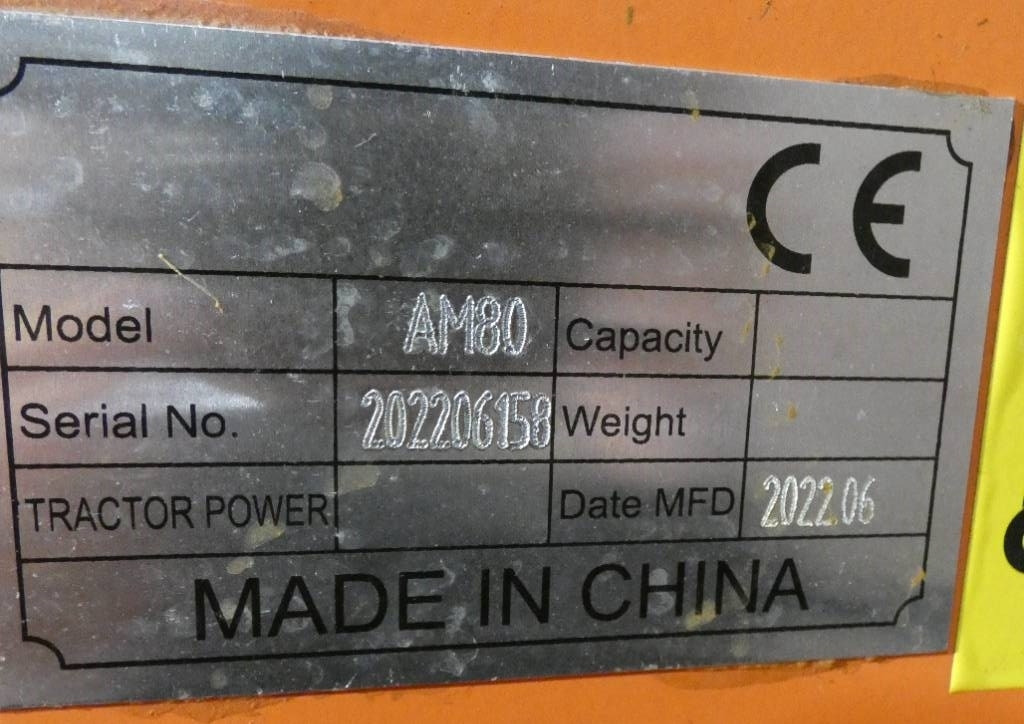 CE
Model AM80 Capacity
Serial No. 202206158 Weight
TRACTOR POWER Date MFD 2022.06
MADE IN CHINA